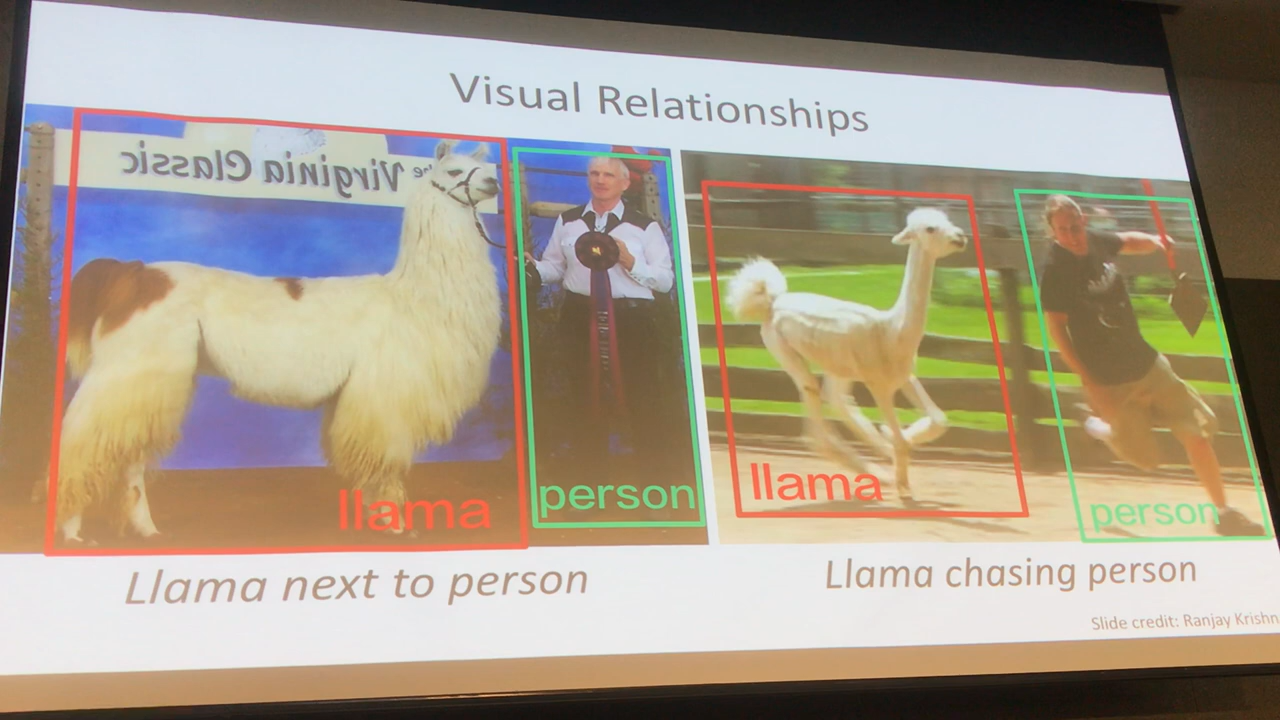 Visual Relationships
the Virginia Classic
llama
person
llama
person
Llama next to person
Llama chasing person
Slide credit: Ranjay Krishn